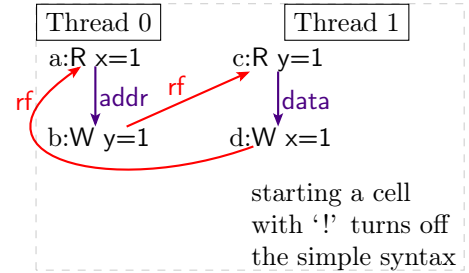 Thread 0 Thread 1
a:R x=1 c:R y=1
rf addr rf data
b:W y=1 d:W x=1
starting a cell
with ‘!’ turns off
the simple syntax